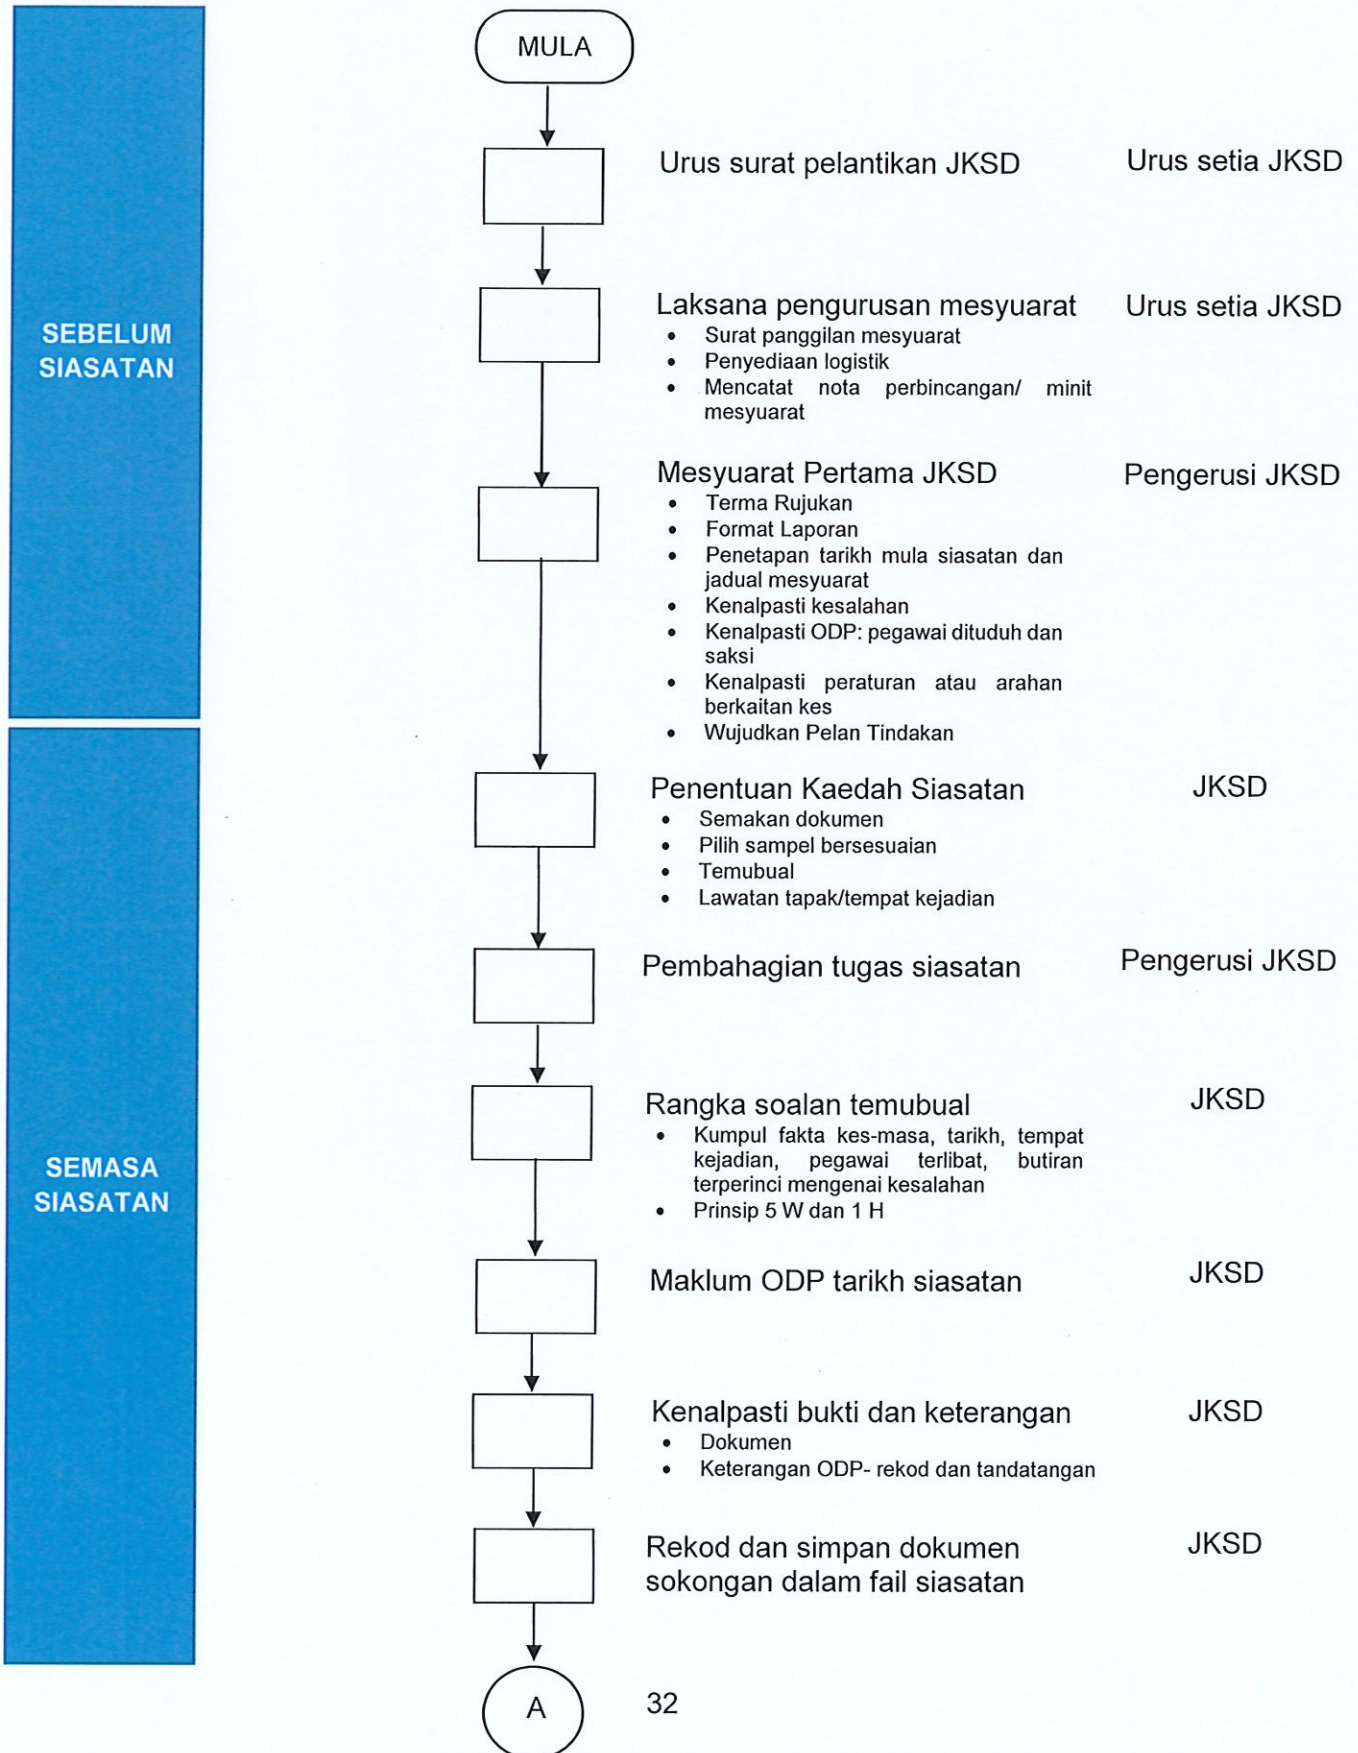 MULA
SEBELUM
SIASATAN
Urus surat pelantikan JKSD
Urus setia JKSD
Laksana pengurusan mesyuarat
Urus setia JKSD
• Surat panggilan mesyuarat
• Penyediaan logistik
• Mencatat nota perbincangan/ minit
mesyuarat
Mesyuarat Pertama JKSD
Pengerusi JKSD
• Terma Rujukan
• Format Laporan
• Penetapan tarikh mula siasatan dan
jadual mesyuarat
• Kenalpasti kesalahan
• Kenalpasti ODP: pegawai dituduh dan
saksi
• Kenalpasti peraturan atau arahan
berkaitan kes
• Wujudkan Pelan Tindakan
SEMASA
SIASATAN
Penentuan Kaedah Siasatan
JKSD
• Semakan dokumen
• Pilih sampel bersesuaian
• Temubual
• Lawatan tapak/tempat kejadian
Pembahagian tugas siasatan
Pengerusi JKSD
Rangka soalan temubual
JKSD
• Kumpul fakta kes-masa, tarikh, tempat
kejadian, pegawai terlibat, butiran
terperinci mengenai kesalahan
• Prinsip 5 W dan 1 H
Maklum ODP tarikh siasatan
JKSD
Kenalpasti bukti dan keterangan
JKSD
• Dokumen
• Keterangan ODP- rekod dan tandatangan
Rekod dan simpan dokumen
sokongan dalam fail siasatan
JKSD
A
32